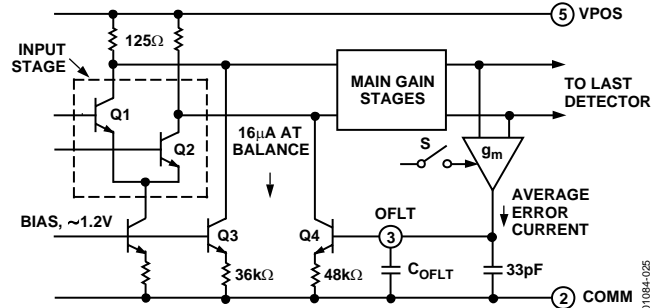 5 VPOS
125Ω
INPUT
STAGE
Q1
Q2
MAIN GAIN
STAGES
TO LAST
DETECTOR
16µA AT
BALANCE
S
gm
AVERAGE
ERROR
CURRENT
BIAS, ~1.2V
Q3
Q4
OFLT
3
36kΩ
48kΩ
COFLT
33pF
2 COMM
01084-025